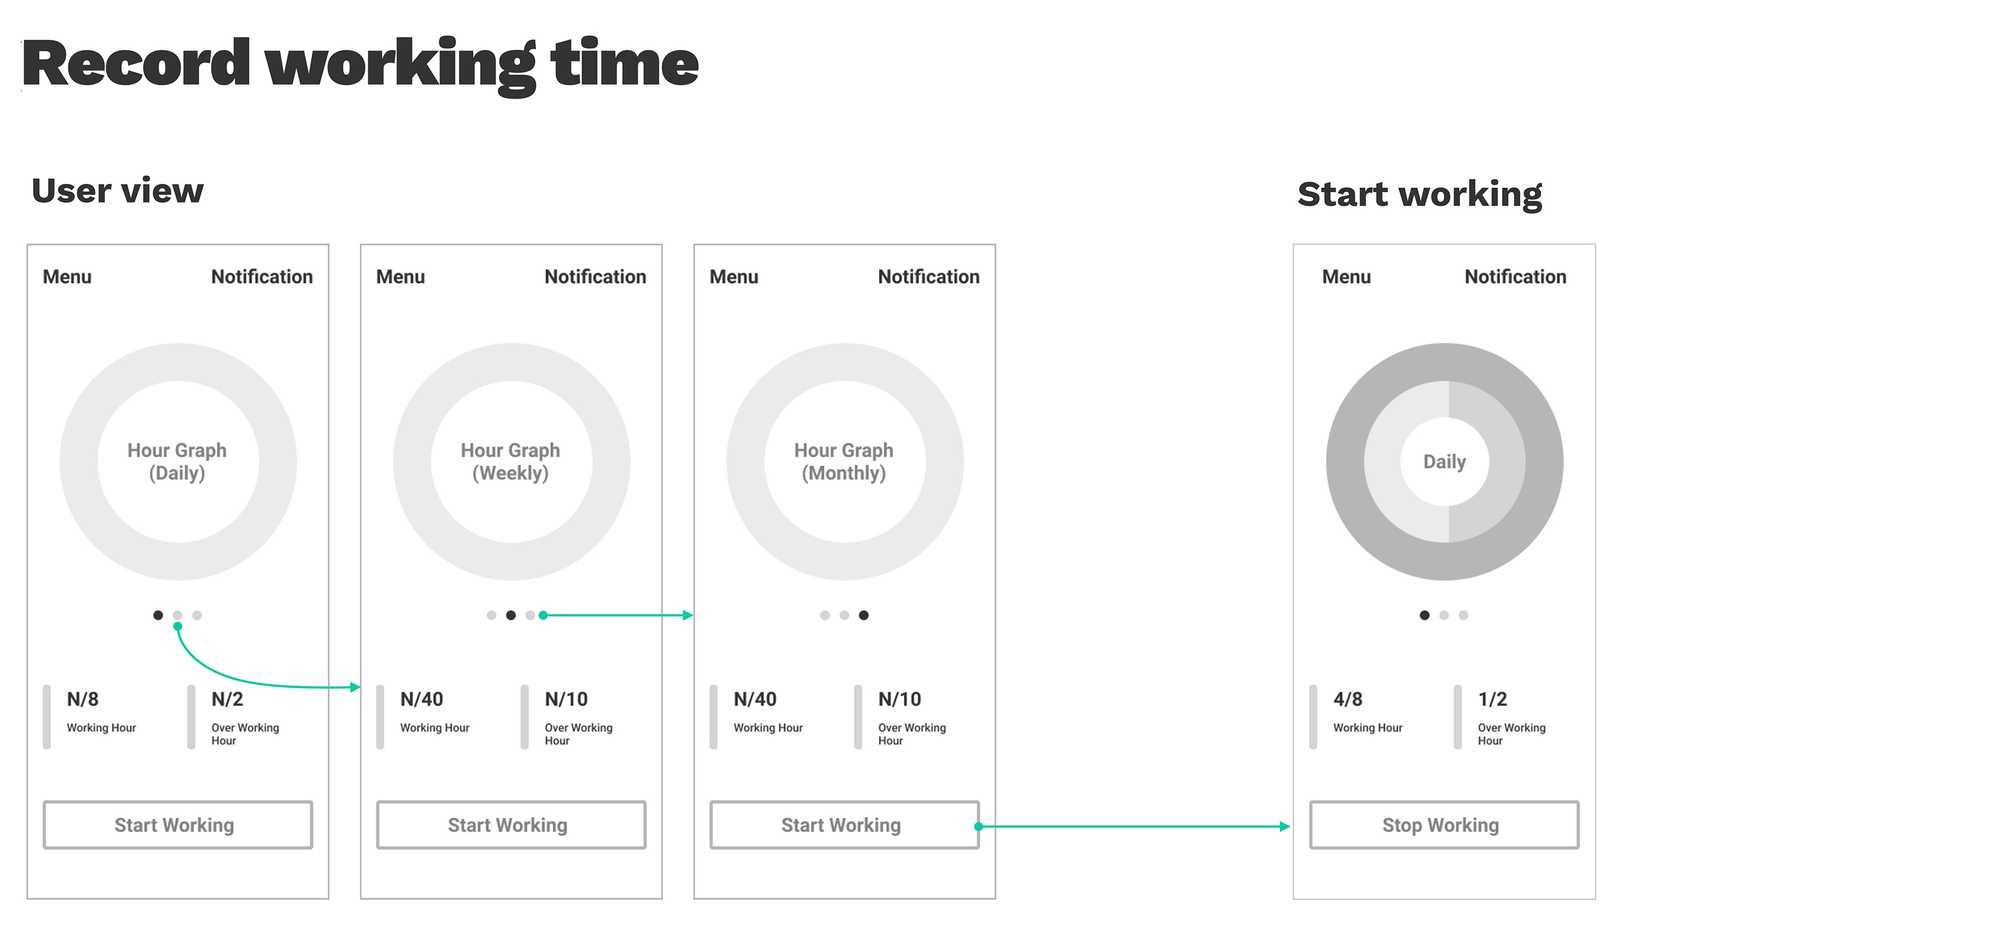 Record working time
User view
Start working
Menu Notification
Hour Graph
(Daily)
N/8 N/2
Working Hour Over Working
Hour
Start Working
Menu Notification
Hour Graph
(Weekly)
N/40 N/10
Working Hour Over Working
Hour
Start Working
Menu Notification
Hour Graph
(Monthly)
N/40 N/10
Working Hour Over Working
Hour
Start Working
Menu Notification
Daily
4/8 1/2
Working Hour Over Working
Hour
Stop Working